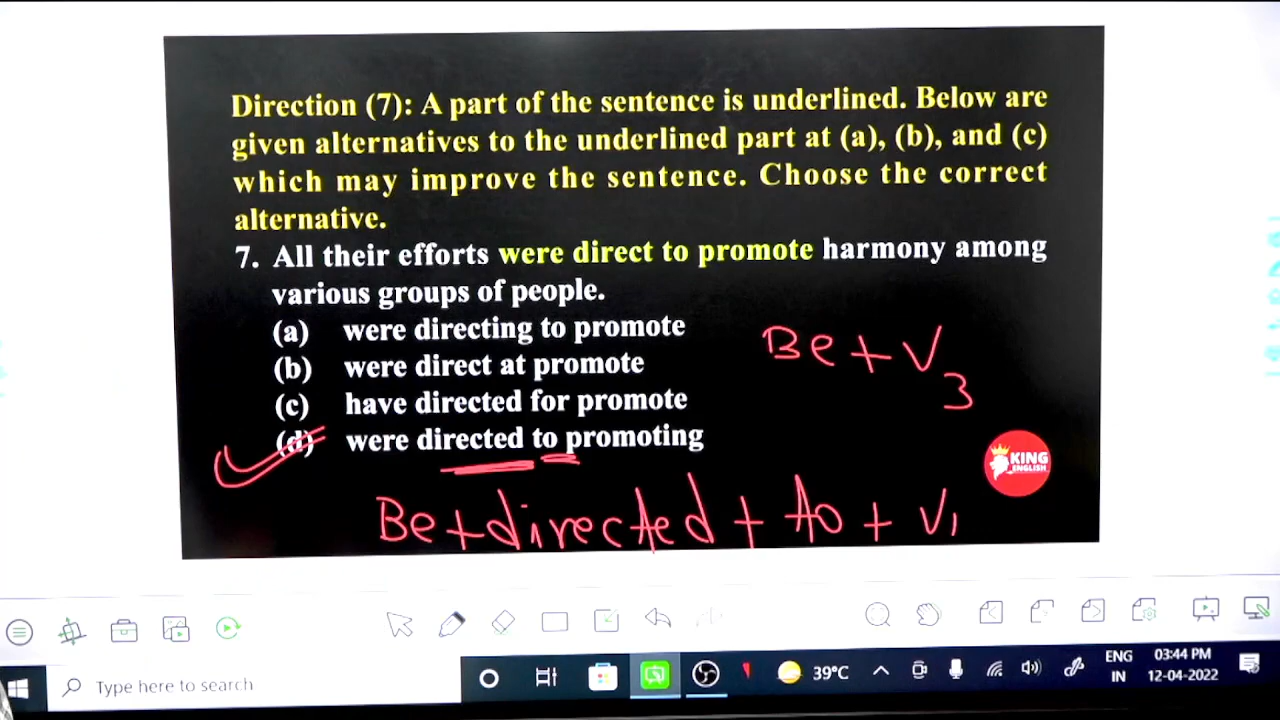 Direction (7): A part of the sentence is underlined. Below are
given alternatives to the underlined part at (a), (b), and (c)
which may improve the sentence. Choose the correct
alternative.
7. All their efforts were direct to promote harmony among
various groups of people.
(a) were directing to promote
(b) were direct at promote
(c) have directed for promote
(d) were directed to promoting
Be + V3
KING
ENGLISH
Be + directed + to + V1
Type here to search
39°C
ENG
IN
03:44 PM
12-04-2022